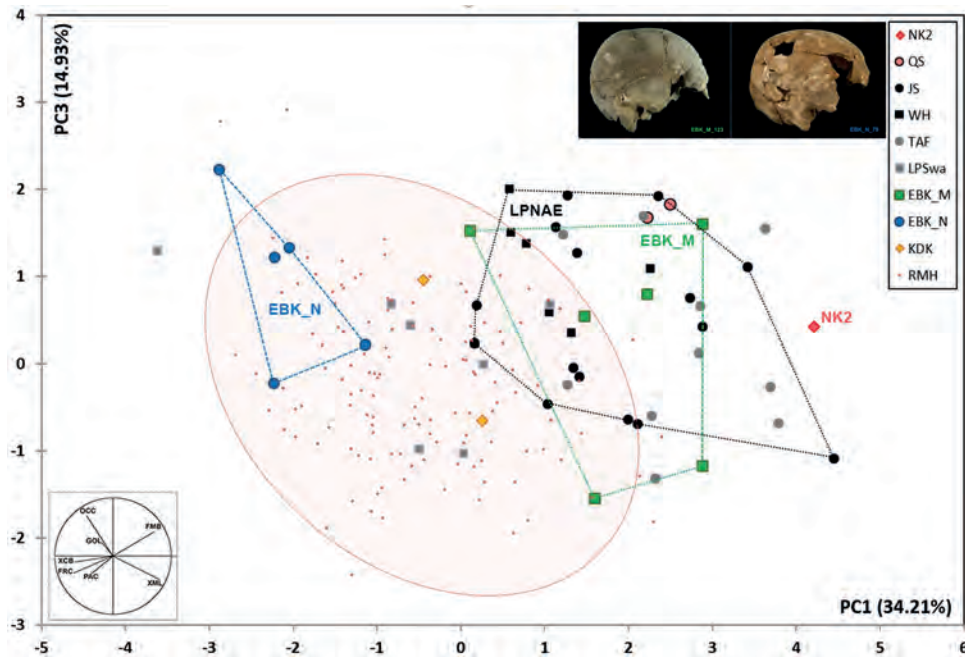 4
3
2
1
0
-1
-2
-3
-5
-4
-3
-2
-1
0
1
2
3
4
5
6
PC3 (14.93%)
PC1 (34.21%)
LPNAE
EBK_M
EBK_N
NK2
EBK_M_123
NK2
QS
JS
WH
TAF
LPSwa
EBK_M
EBK_N
KDK
RMH
OCC
GOL
FMB
XCB
FRC
PAC
XML